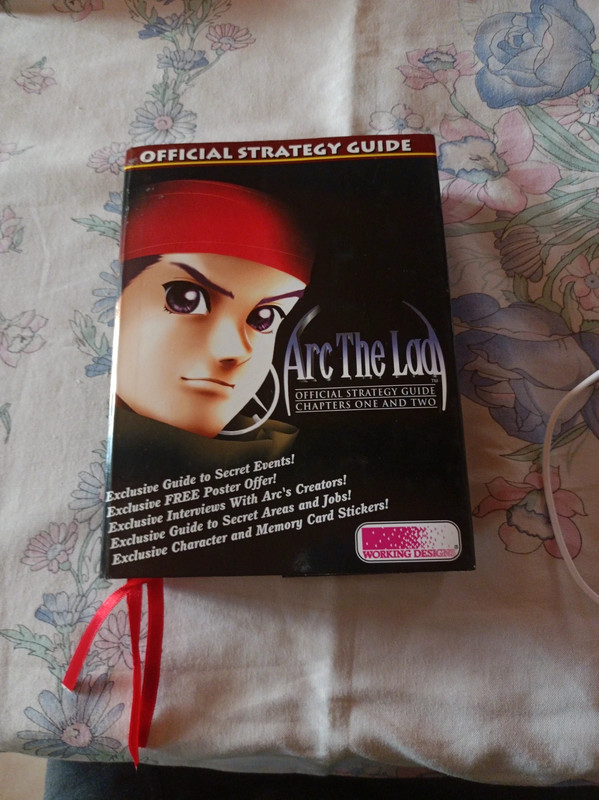 OFFICIAL STRATEGY GUIDE
Arc The Lad
TM
OFFICIAL STRATEGY GUIDE
CHAPTERS ONE AND TWO
Exclusive Guide to Secret Events!
Exclusive FREE Poster Offer!
Exclusive Interviews With Arc's Creators!
Exclusive Guide to Secret Areas and Jobs!
Exclusive Character and Memory Card Stickers!
WORKING DESIGNS®